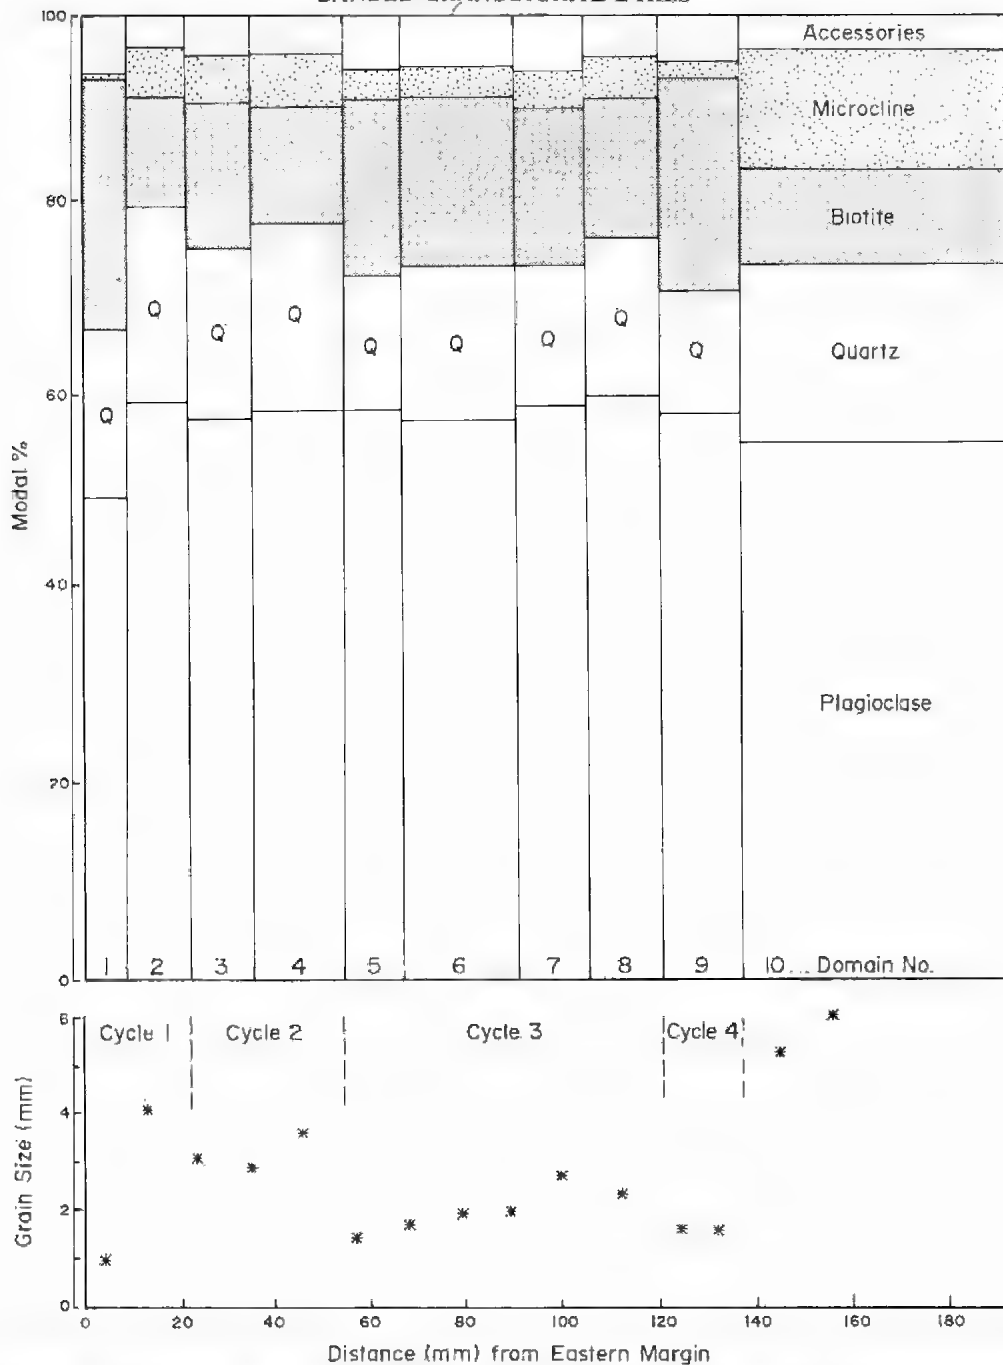 100
80
60
40
20
0
Modal %
Accessories
Microcline
Biotite
Quartz
Plagioclase
Q
Q
Q
Q
Q
Q
Q
Q
Q
1 2 3 4 5 6 7 8 9 10... Domain No.
Cycle 1 Cycle 2 Cycle 3 Cycle 4
6
4
2
0
Grain Size (mm)
0 20 40 60 80 100 120 140 160 180
Distance (mm) from Eastern Margin